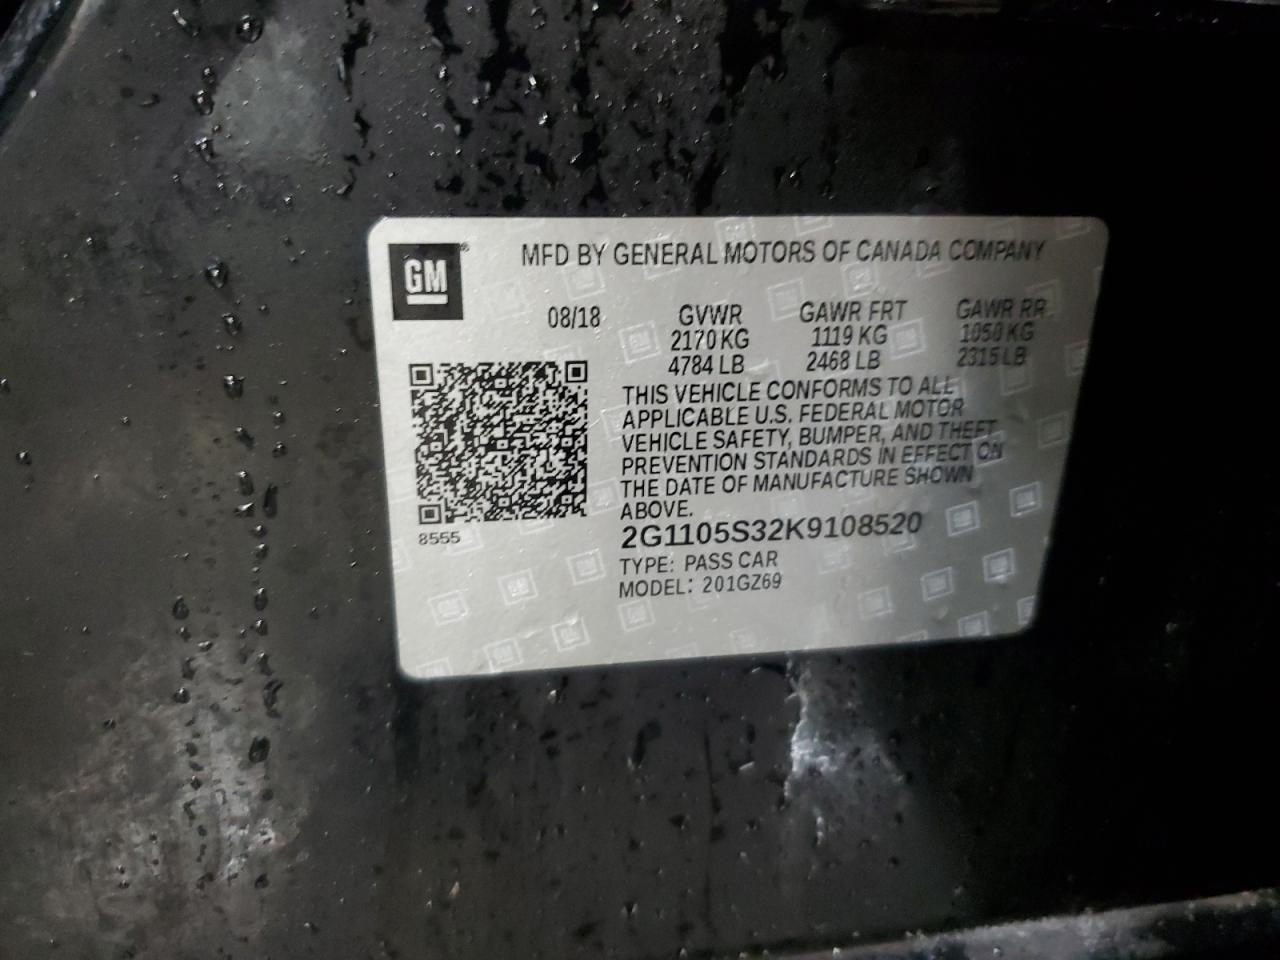 GM
MFD BY GENERAL MOTORS OF CANADA COMPANY
08/18 GVWR GAWR FRT GAWR RR
2170 KG 1119 KG 1050 KG
4784 LB 2468 LB 2315 LB
THIS VEHICLE CONFORMS TO ALL
APPLICABLE U.S. FEDERAL MOTOR
VEHICLE SAFETY, BUMPER, AND THEFT
PREVENTION STANDARDS IN EFFECT ON
THE DATE OF MANUFACTURE SHOWN
ABOVE.
8555
2G1105S32K9108520
TYPE: PASS CAR
MODEL: 201GZ69